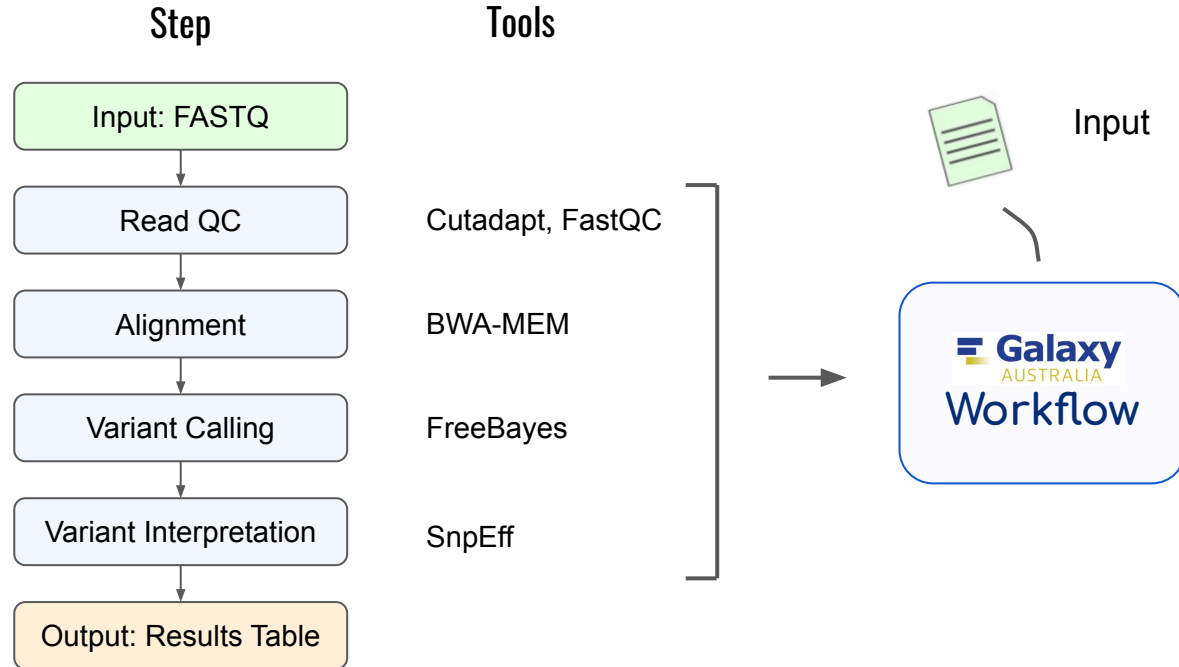 Step
Tools
Input: FASTQ
Input
Read QC
Cutadapt, FastQC
Alignment
BWA-MEM
Galaxy
AUSTRALIA
Workflow
Variant Calling
FreeBayes
Variant Interpretation
SnpEff
Output: Results Table